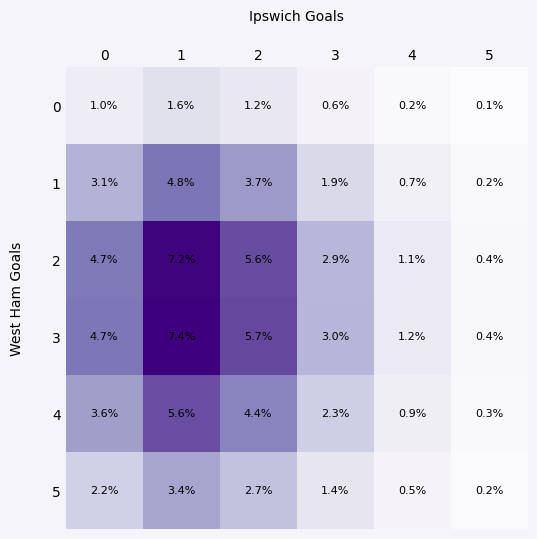 Ipswich Goals
0 1 2 3 4 5
0 1.0% 1.6% 1.2% 0.6% 0.2% 0.1%
1 3.1% 4.8% 3.7% 1.9% 0.7% 0.2%
2 4.7% 7.2% 5.6% 2.9% 1.1% 0.4%
3 4.7% 7.4% 5.7% 3.0% 1.2% 0.4%
4 3.6% 5.6% 4.4% 2.3% 0.9% 0.3%
5 2.2% 3.4% 2.7% 1.4% 0.5% 0.2%
West Ham Goals